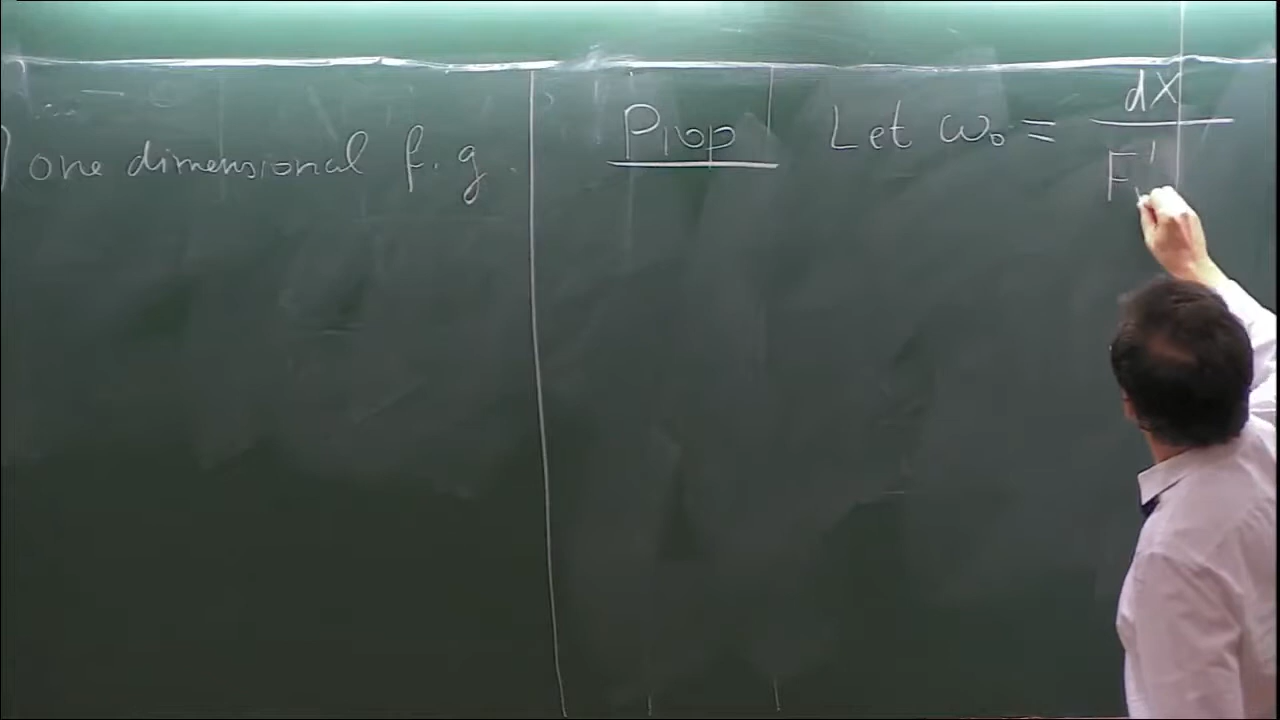 ) one dimensional f. g.
Prop Let ω₀ = dX / F'